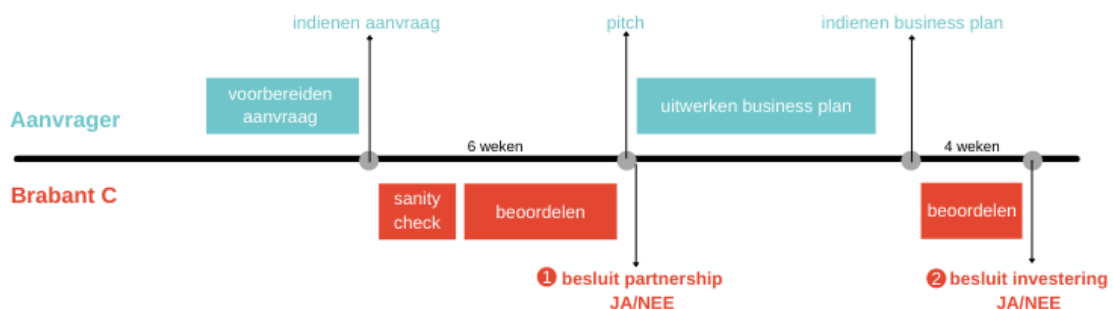 indienen aanvraag
pitch
indienen business plan
voorbereiden
aanvraag
uitwerken business plan
Aanvrager
6 weken
4 weken
Brabant C
sanity
check
beoordelen
beoordelen
1 besluit partnership
JA/NEE
2 besluit investering
JA/NEE